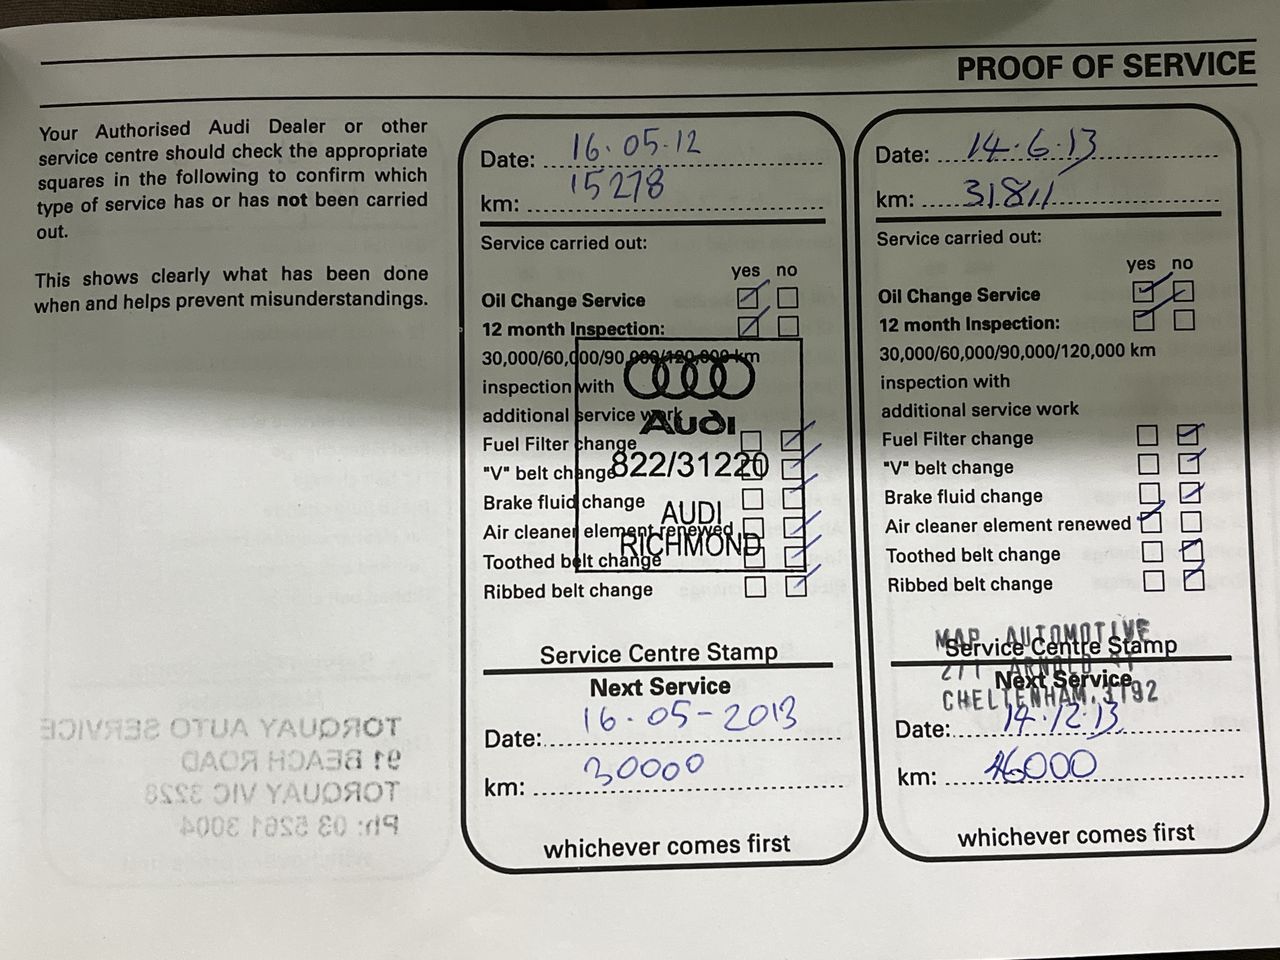 PROOF OF SERVICE
Your Authorised Audi Dealer or other
service centre should check the appropriate
squares in the following to confirm which
type of service has or has not been carried
out.
This shows clearly what has been done
when and helps prevent misunderstandings.
TORQUAY AUTO SERVICE
91 BEACH ROAD
TORQUAY VIC 3228
Ph: 03 5261 3004
Date: 16.05.12
km: 15278
Service carried out:
yes no
Oil Change Service
12 month Inspection:
30,000/60,000/90,000/120,000 km
inspection with
additional service work
Fuel Filter change
"V" belt change
Brake fluid change
Air cleaner element renewed
Toothed belt change
Ribbed belt change
Audi
822/31220
AUDI
RICHMOND
Service Centre Stamp
Next Service
Date: 16.05-2013
km: 30000
whichever comes first
Date: 14.6.13
km: 31811
Service carried out:
yes no
Oil Change Service
12 month Inspection:
30,000/60,000/90,000/120,000 km
inspection with
additional service work
Fuel Filter change
"V" belt change
Brake fluid change
Air cleaner element renewed
Toothed belt change
Ribbed belt change
MAP AUTOMOTIVE
2/1 ARNOLD ST
CHELTENHAM. 3192
Service Centre Stamp
Next Service
Date: 14.12.13
km: 46000
whichever comes first